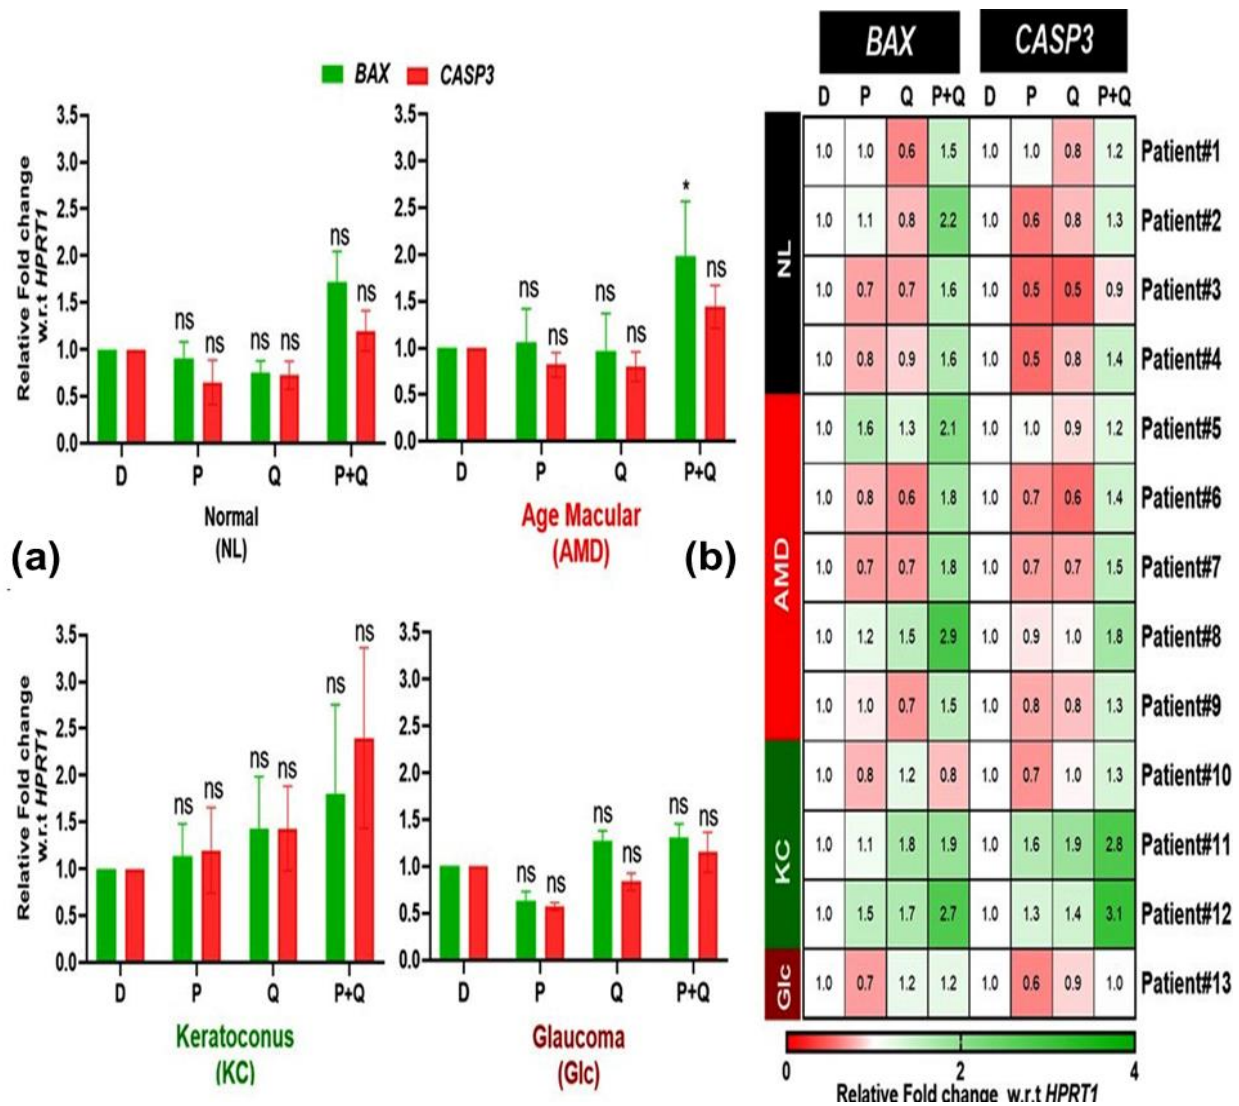 BAX CASP3
3.5
3.0
2.5
2.0
1.5
1.0
0.5
0.0
Relative Fold change
w.r.t HPRT1
ns ns ns ns ns ns
D P Q P+Q
Normal
(NL)
3.5
3.0
2.5
2.0
1.5
1.0
0.5
0.0
ns ns ns ns * ns
D P Q P+Q
Age Macular
(AMD)
(a)
3.5
3.0
2.5
2.0
1.5
1.0
0.5
0.0
Relative Fold change
w.r.t HPRT1
ns ns ns ns ns ns
D P Q P+Q
Keratoconus
(KC)
3.5
3.0
2.5
2.0
1.5
1.0
0.5
0.0
ns ns ns ns ns ns
D P Q P+Q
Glaucoma
(Glc)
(b)
BAX CASP3
D P Q P+Q D P Q P+Q
NL
1.0 1.0 0.6 1.5 1.0 1.0 0.8 1.2 Patient#1
1.0 1.1 0.8 2.2 1.0 0.6 0.8 1.3 Patient#2
1.0 0.7 0.7 1.6 1.0 0.5 0.5 0.9 Patient#3
1.0 0.8 0.9 1.6 1.0 0.5 0.8 1.4 Patient#4
AMD
1.0 1.6 1.3 2.1 1.0 1.0 0.9 1.2 Patient#5
1.0 0.8 0.6 1.8 1.0 0.7 0.6 1.4 Patient#6
1.0 0.7 0.7 1.8 1.0 0.7 0.7 1.5 Patient#7
1.0 1.2 1.5 2.9 1.0 0.9 1.0 1.8 Patient#8
1.0 1.0 0.7 1.5 1.0 0.8 0.8 1.3 Patient#9
KC
1.0 0.8 1.2 0.8 1.0 0.7 1.0 1.3 Patient#10
1.0 1.1 1.8 1.9 1.0 1.6 1.9 2.8 Patient#11
1.0 1.5 1.7 2.7 1.0 1.3 1.4 3.1 Patient#12
Glc
1.0 0.7 1.2 1.2 1.0 0.6 0.9 1.0 Patient#13
0 2 4
Relative Fold change w.r.t HPRT1